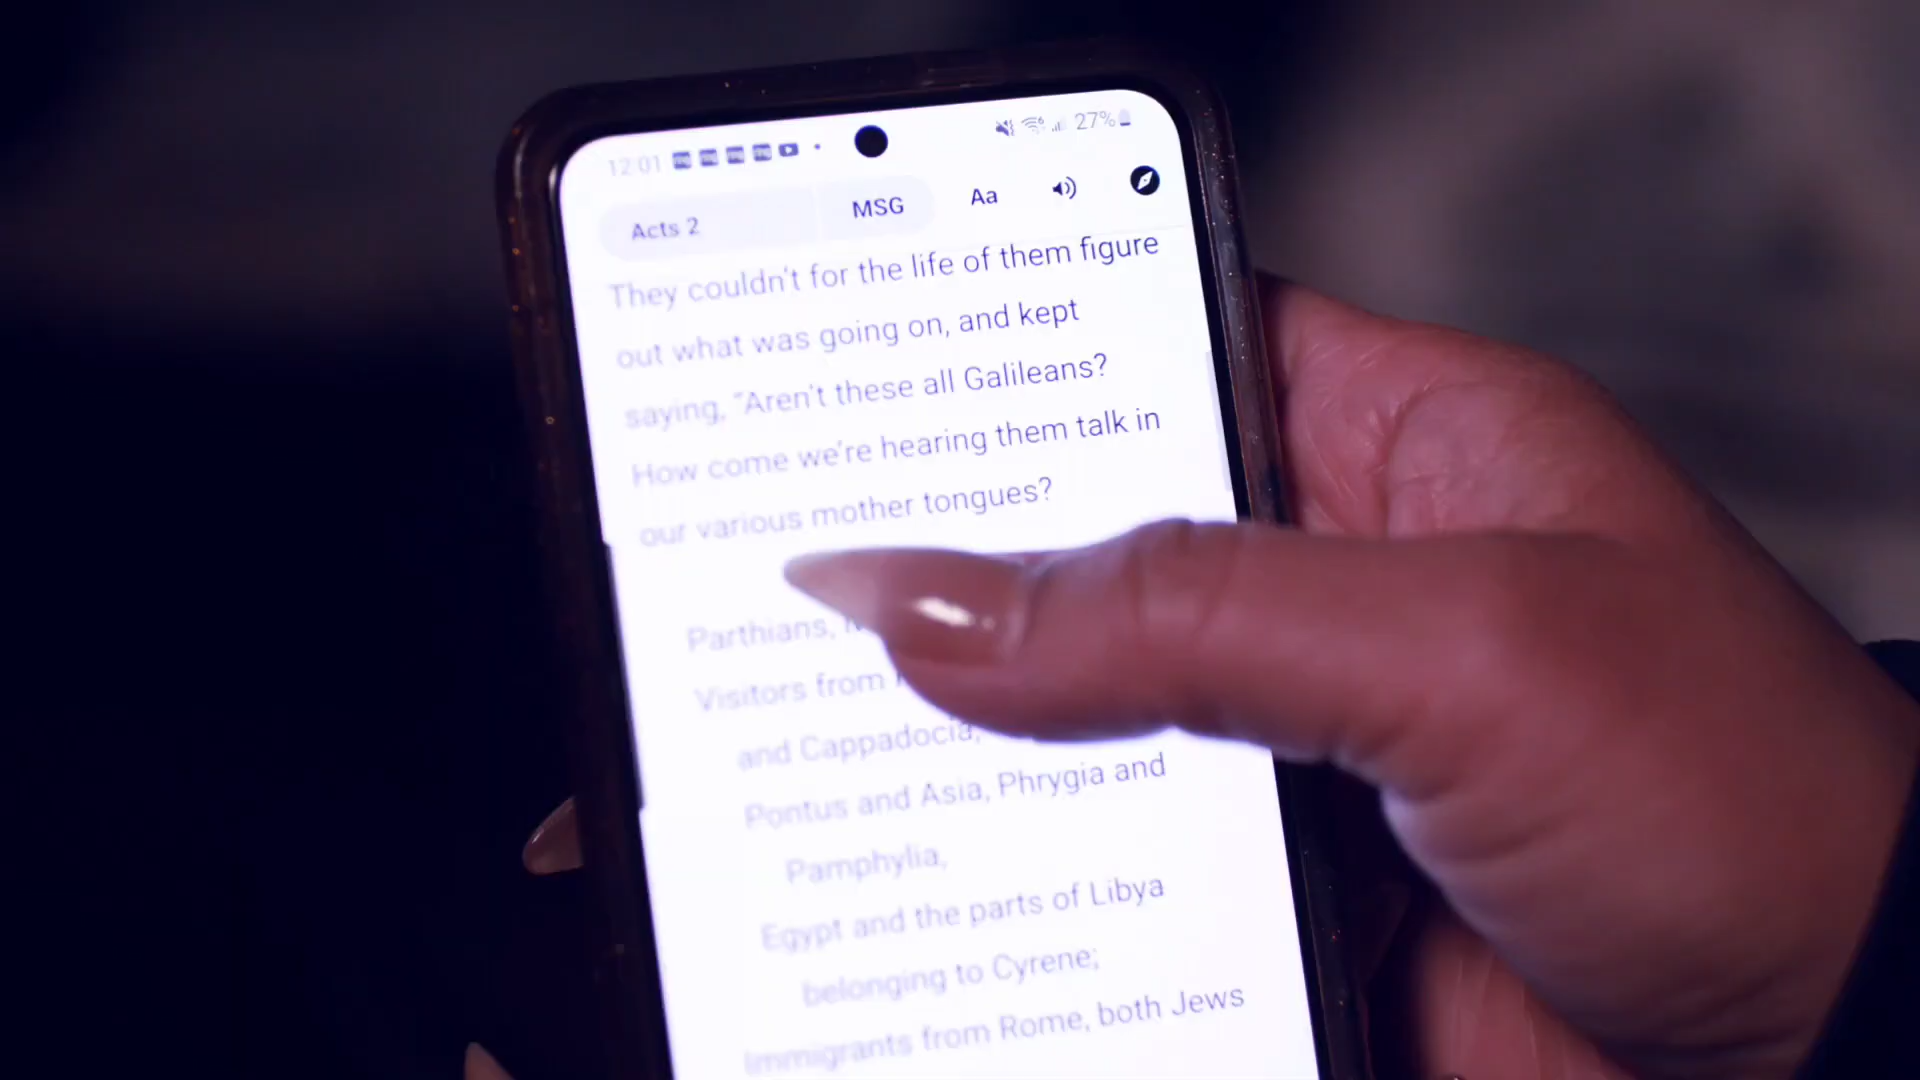 12:01 27%
Acts 2 MSG Aa
They couldn't for the life of them figure
out what was going on, and kept
saying, “Aren't these all Galileans?
How come we're hearing them talk in
our various mother tongues?
Parthians,
Visitors from
and Cappadocia,
Pontus and Asia, Phrygia and
Pamphylia,
Egypt and the parts of Libya
belonging to Cyrene;
Immigrants from Rome, both Jews